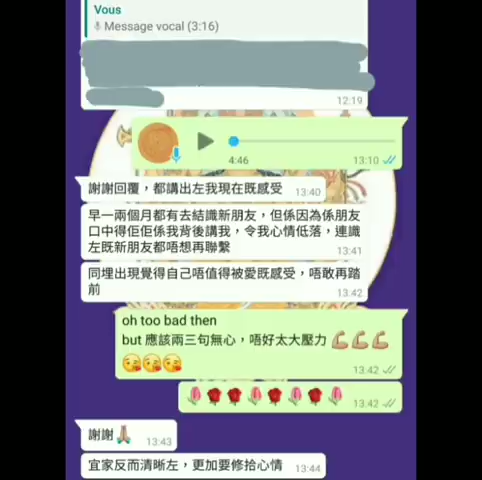 Vous
Message vocal (3:16)
12:19
4:46
13:10
謝謝回覆，都講出左我現在既感受
13:40
早一兩個月都有去結識新朋友，但係因為係朋友
口中得佢佢係我背後講我，令我心情低落，連識
左既新朋友都唔想再聯繫
13:41
同埋出現覺得自己唔值得被愛既感受，唔敢再踏
前
13:42
oh too bad then
but 應該兩三句無心，唔好太大壓力 💪🏼💪🏼💪🏼
😘😘😘
13:42
🌷🌹🌹🌷🌹🌷🌹🌷
13:42
謝謝🙏🏼
13:43
宜家反而清晰左，更加要修拾心情
13:44